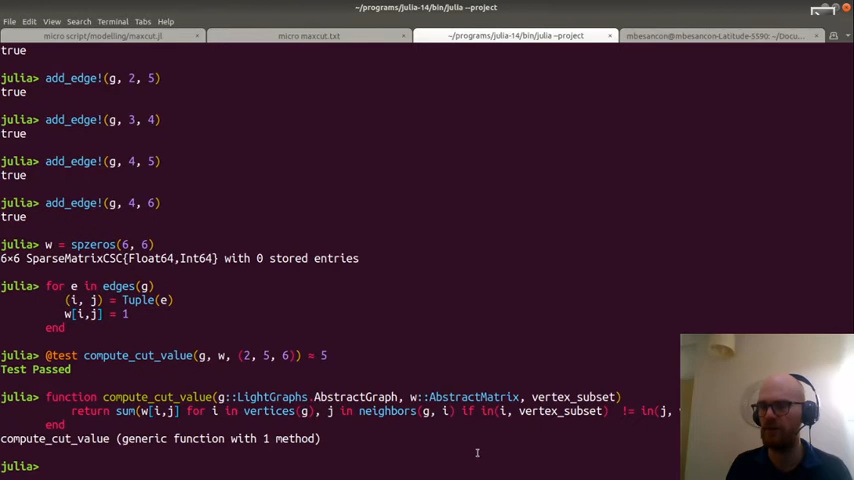 ~/programs/julia-14/bin/julia --project
File Edit View Search Terminal Tabs Help
micro script/modelling/maxcut.jl × micro maxcut.txt × ~/programs/julia-14/bin/julia --project × mbesancon@mbesancon-Latitude-5590: ~/Docu... ×
true
julia> add_edge!(g, 2, 5)
true
julia> add_edge!(g, 3, 4)
true
julia> add_edge!(g, 4, 5)
true
julia> add_edge!(g, 4, 6)
true
julia> w = spzeros(6, 6)
6×6 SparseMatrixCSC{Float64,Int64} with 0 stored entries
julia> for e in edges(g)
(i, j) = Tuple(e)
w[i,j] = 1
end
julia> @test compute_cut_value(g, w, (2, 5, 6)) ≈ 5
Test Passed
julia> function compute_cut_value(g::LightGraphs.AbstractGraph, w::AbstractMatrix, vertex_subset)
return sum(w[i,j] for i in vertices(g), j in neighbors(g, i) if in(i, vertex_subset) != in(j,
end
compute_cut_value (generic function with 1 method)
julia>